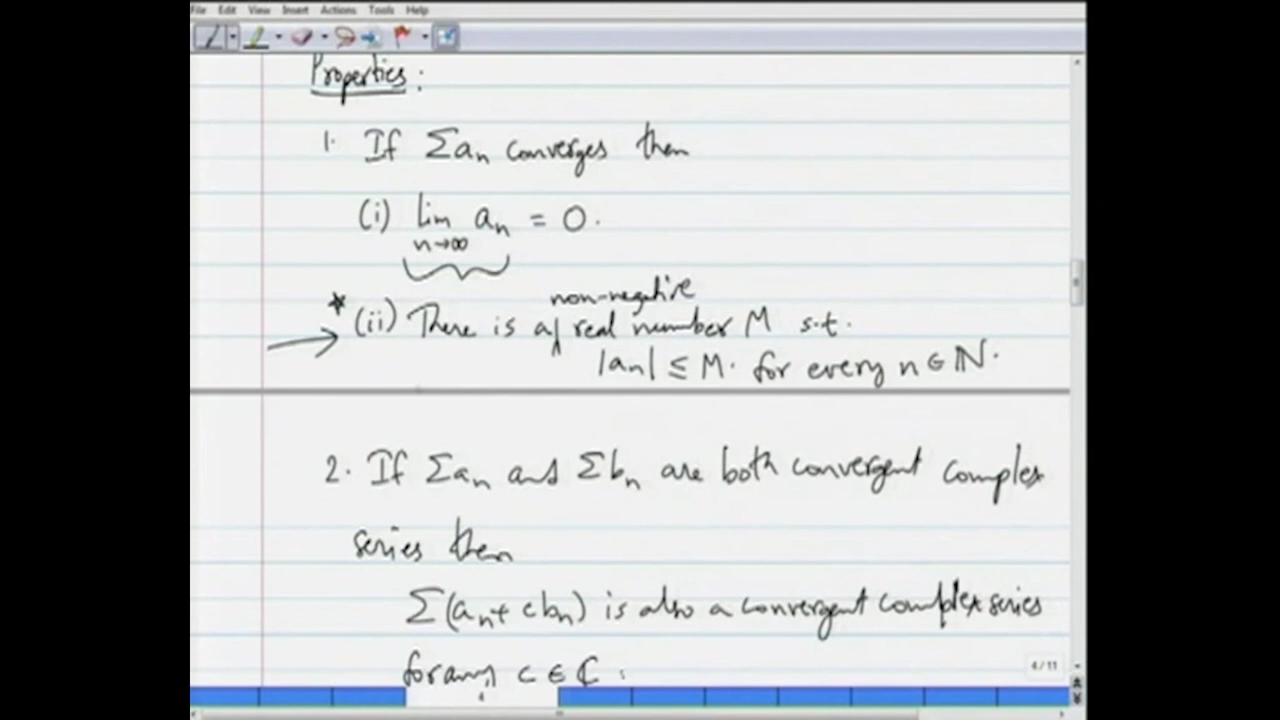 File Edit View Insert Actions Tools Help
Properties:
1. If Σan converges then
(i) lim an = 0.
n→∞
non-negative
* (ii) There is a real number M s.t.
|an| ≤ M. for every n ∈ ℕ.
2. If Σan and Σbn are both convergent complex
series then
Σ(an + cbn) is also a convergent complex series
for any c ∈ ℂ.
4/11
4